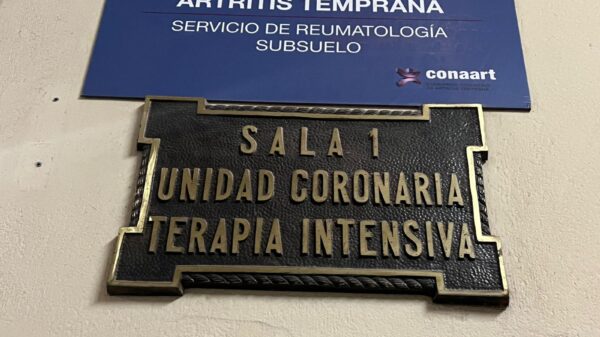 ARTRITIS TEMPRANA
SERVICIO DE REUMATOLOGÍA
SUBSUELO
conaart
SALA 1
UNIDAD CORONARIA
TERAPIA INTENSIVA